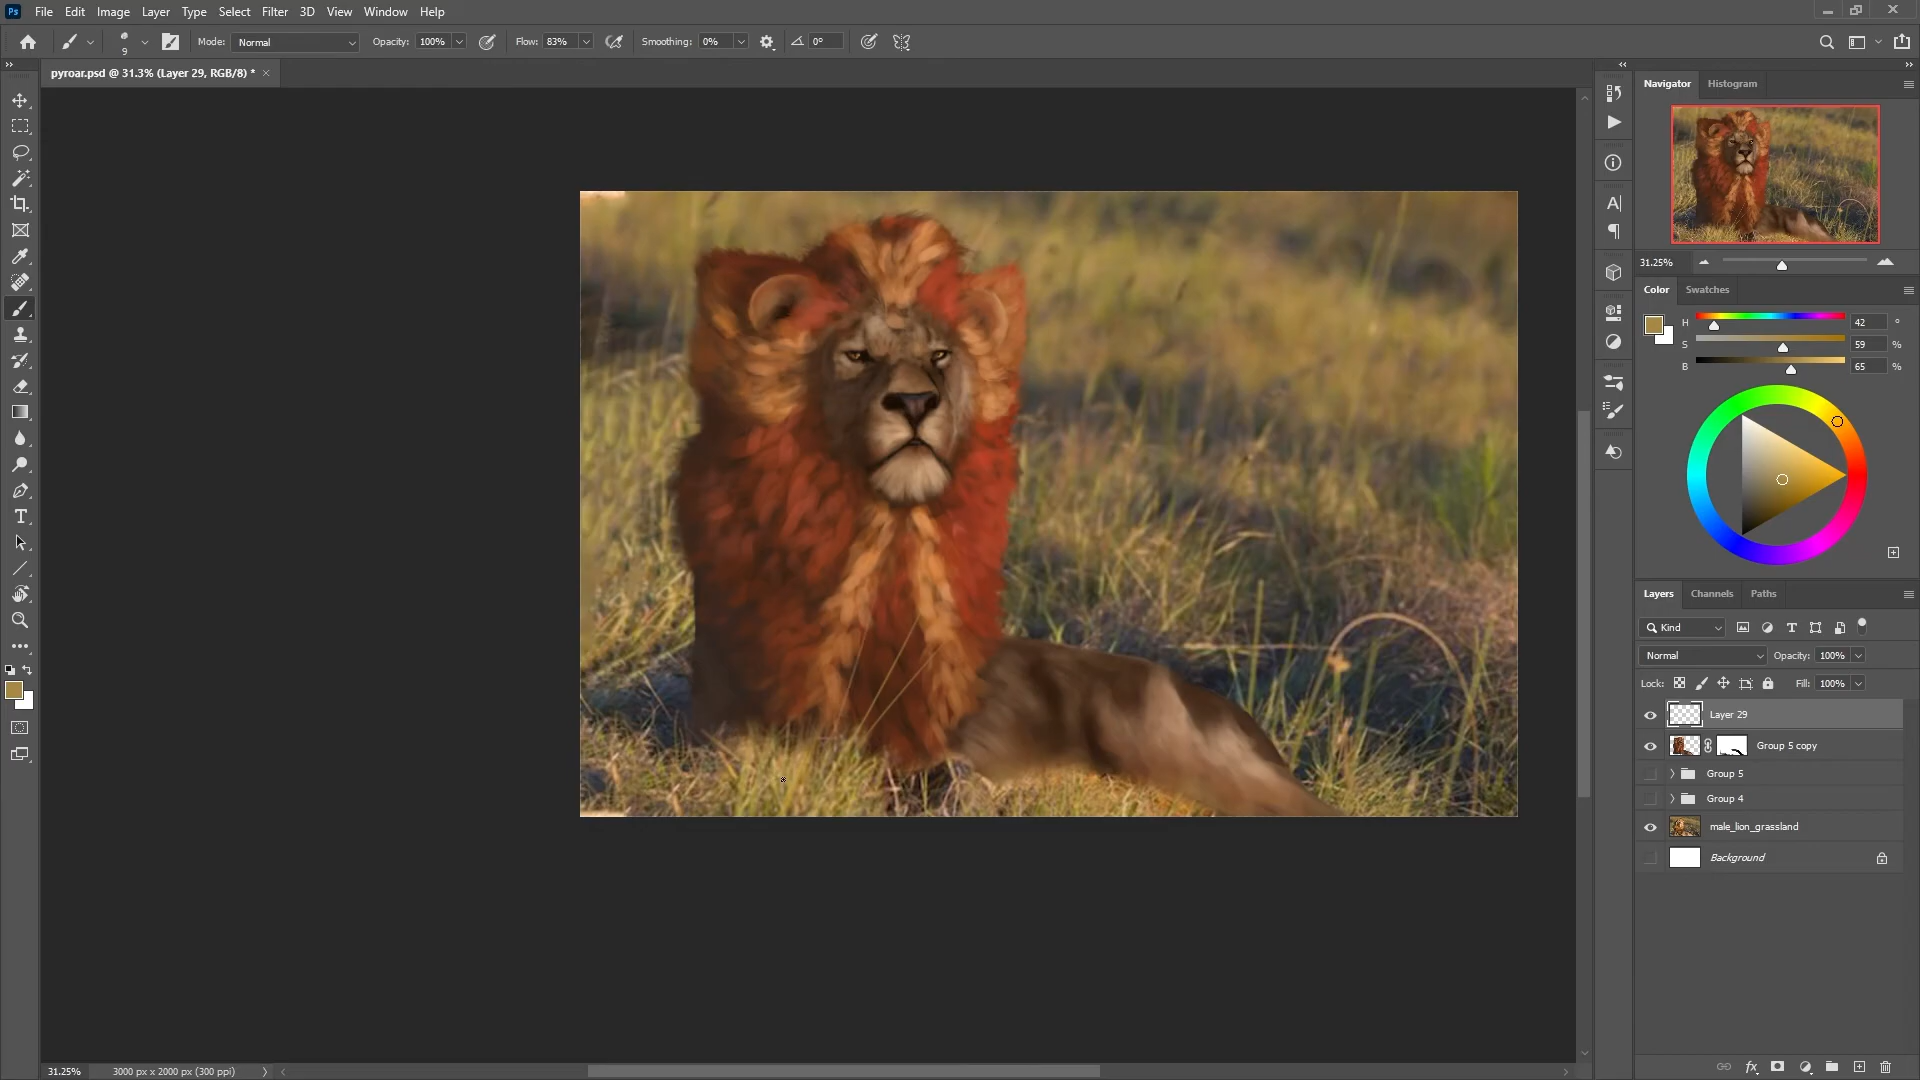 Ps File Edit Image Layer Type Select Filter 3D View Window Help
9 Mode: Normal Opacity: 100% Flow: 83% Smoothing: 0% 0°
pyroar.psd @ 31.3% (Layer 29, RGB/8) * ×
Navigator Histogram
31.25%
Color Swatches
H 42 °
S 59 %
B 65 %
Layers Channels Paths
Kind
Normal Opacity: 100%
Lock: Fill: 100%
Layer 29
Group 5 copy
Group 5
Group 4
male_lion_grassland
Background
fx
31.25% 3000 px x 2000 px (300 ppi)